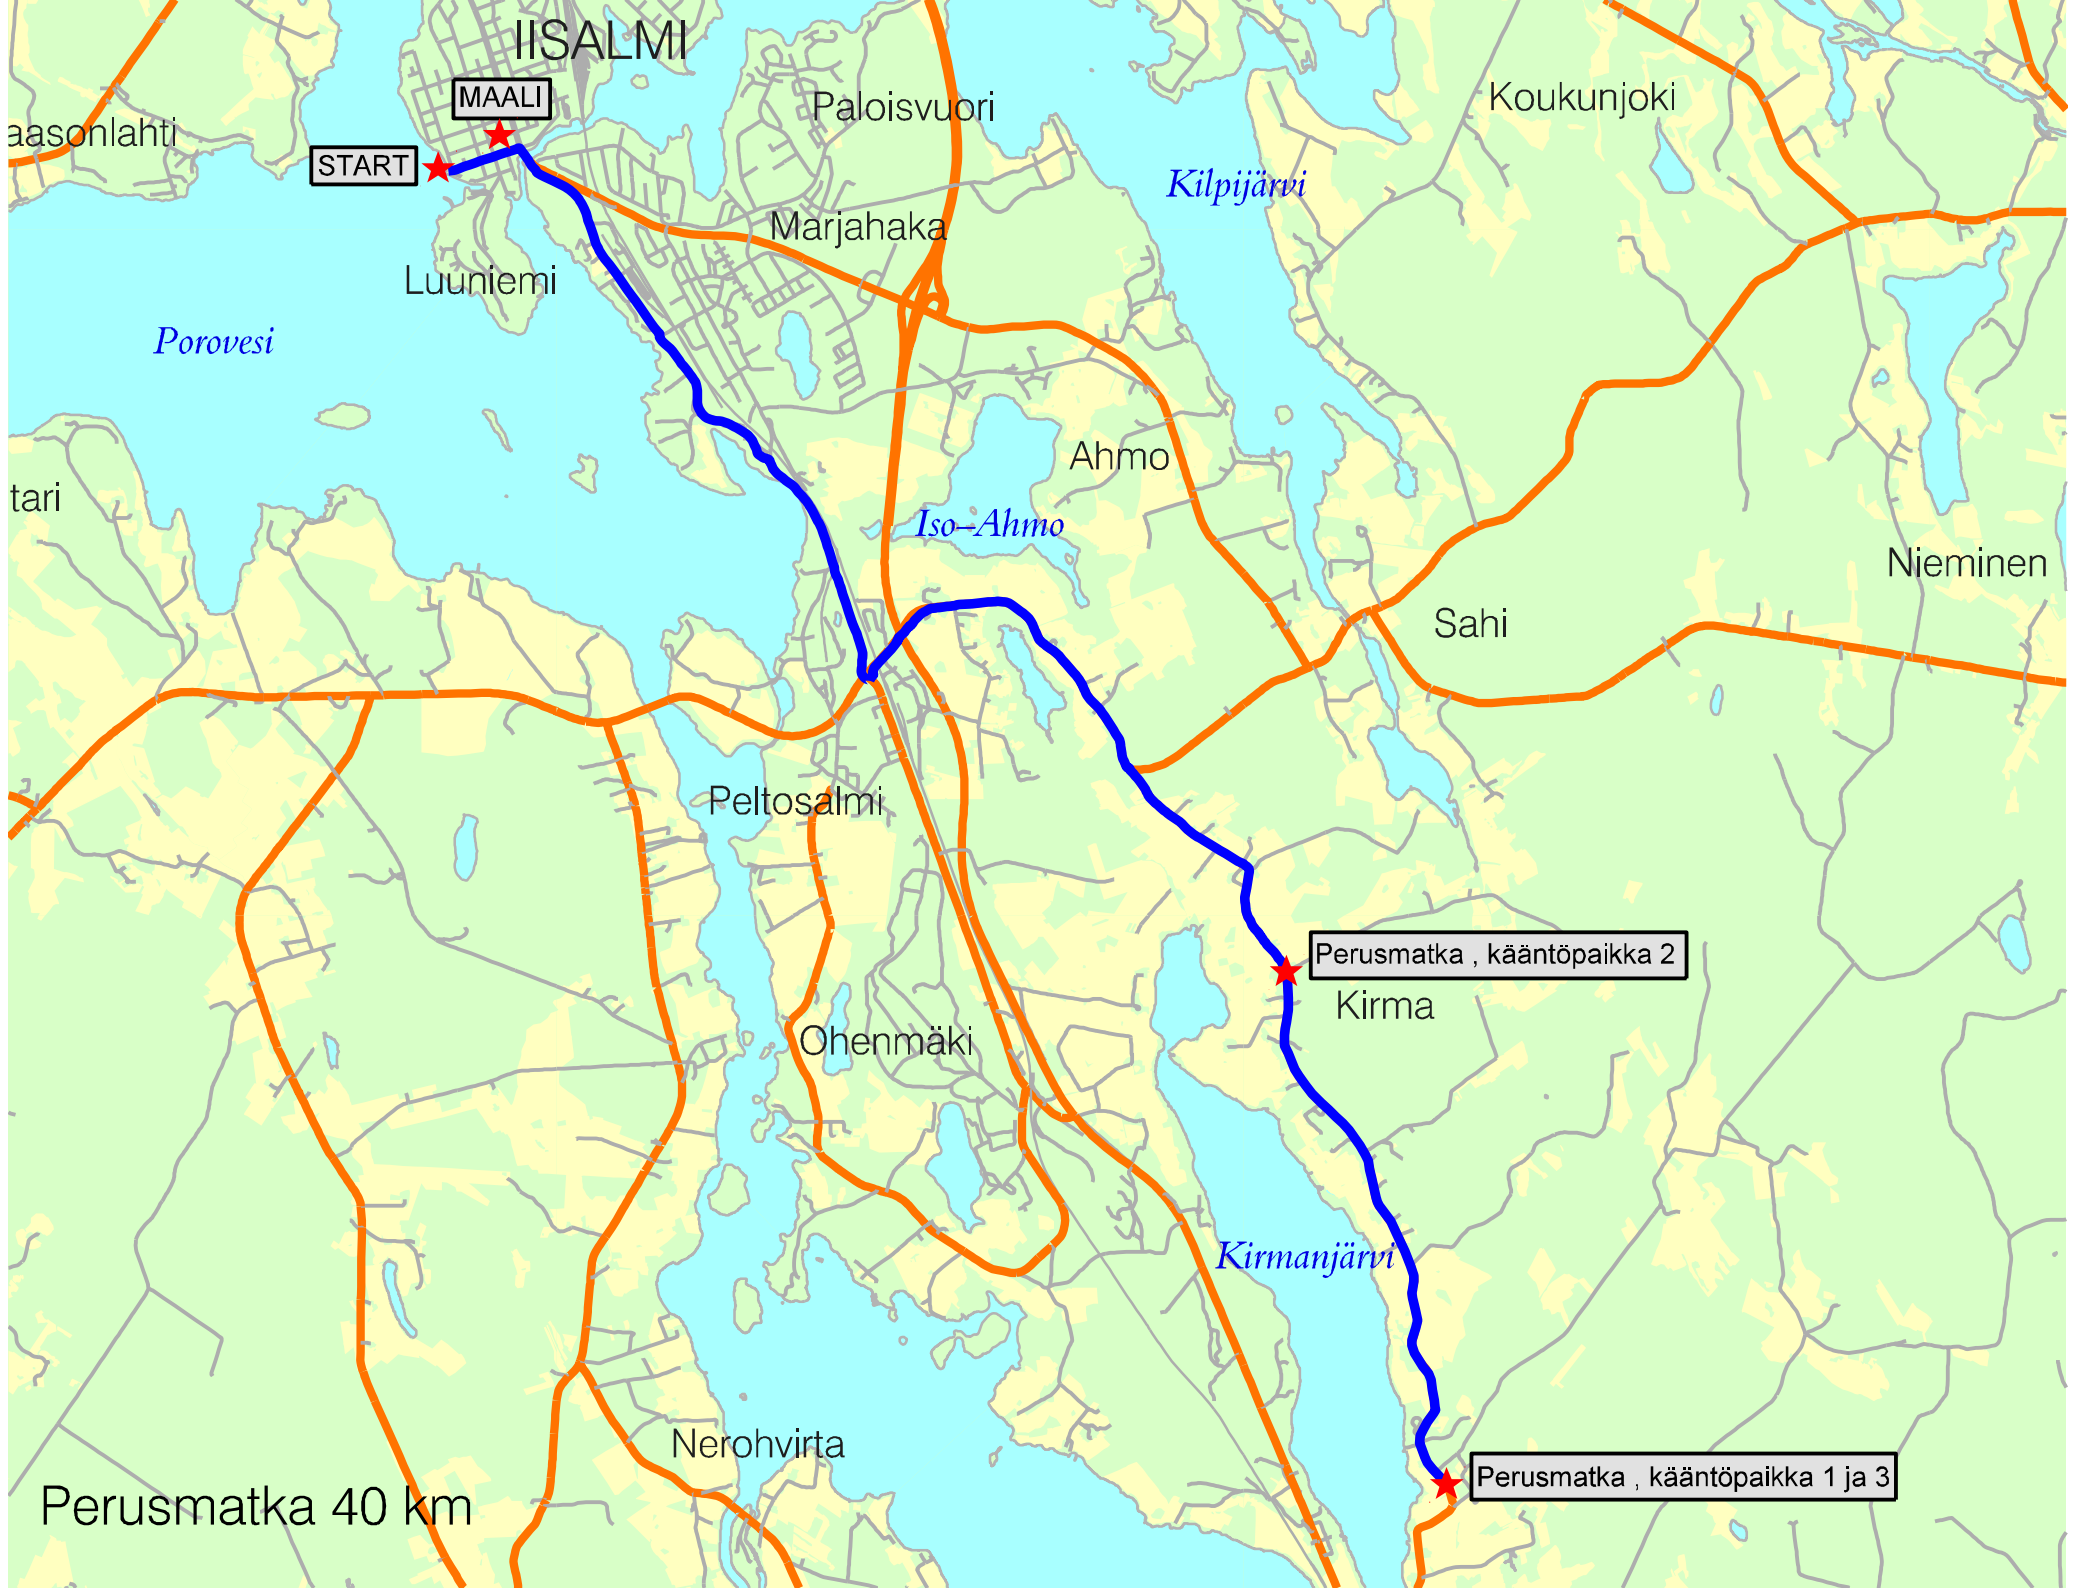 IISALMI
MAALI
Paloisvuori
Koukunjoki
aasonlahti
START
Kilpijärvi
Marjahaka
Luuniemi
Porovesi
Ahmo
tari
Iso–Ahmo
Nieminen
Sahi
Peltosalmi
Perusmatka , kääntöpaikka 2
Kirma
Ohenmäki
Kirmanjärvi
Nerohvirta
Perusmatka , kääntöpaikka 1 ja 3
Perusmatka 40 km